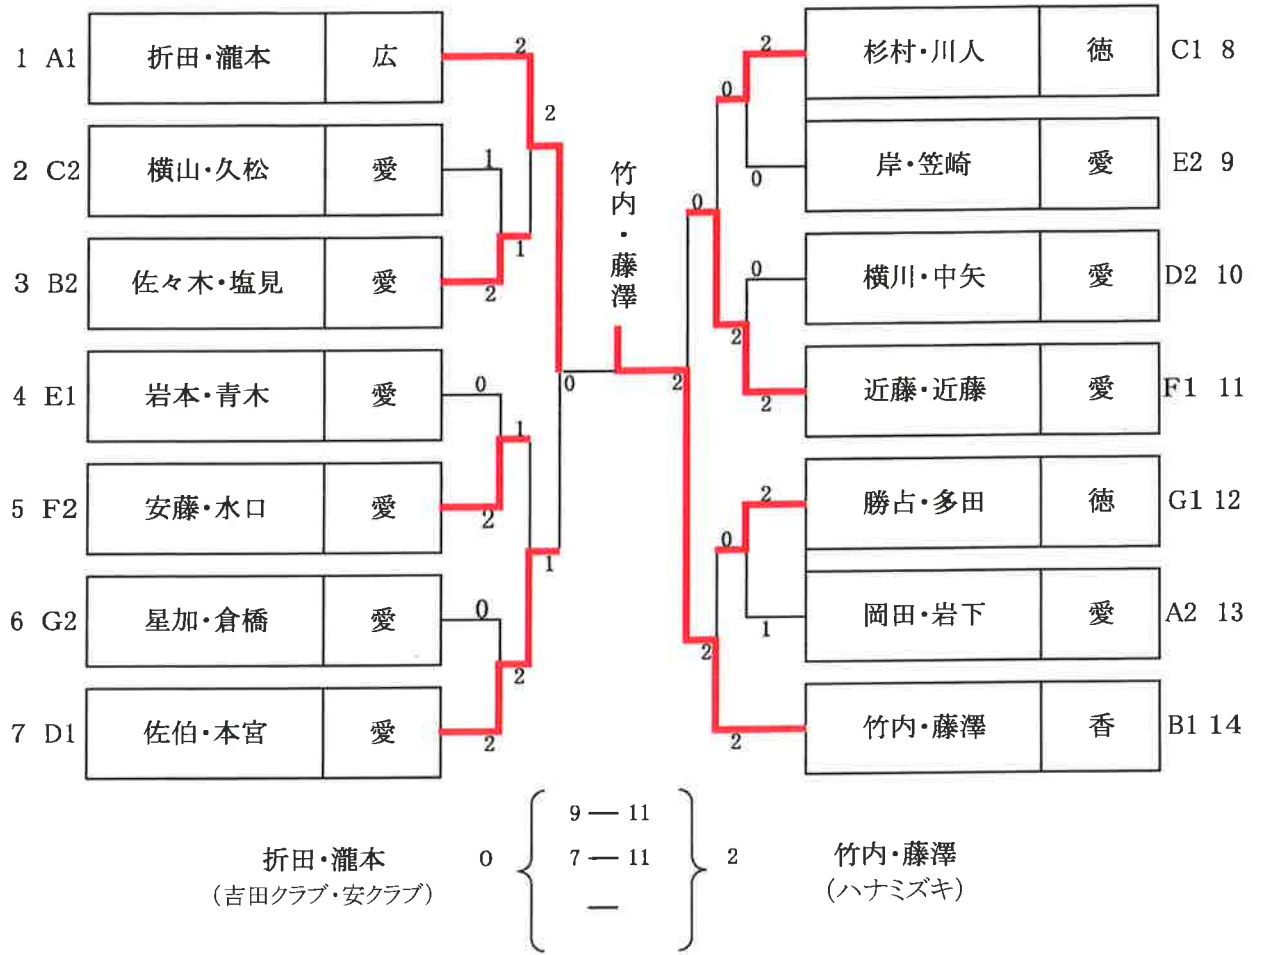 1 A1 折田・瀧本 広
2 C2 横山・久松 愛
3 B2 佐々木・塩見 愛
4 E1 岩本・青木 愛
5 F2 安藤・水口 愛
6 G2 星加・倉橋 愛
7 D1 佐伯・本宮 愛
2
2
1
1
2
0
1
2
1
0
2
2
0
竹内・藤澤
2
杉村・川人 徳 C1 8
岸・笠崎 愛 E2 9
横川・中矢 愛 D2 10
近藤・近藤 愛 F1 11
勝占・多田 徳 G1 12
岡田・岩下 愛 A2 13
竹内・藤澤 香 B1 14
2
0
0
0
0
2
2
2
0
1
2
2
折田・瀧本 0
(吉田クラブ・安クラブ)
9 — 11
7 — 11
—
2 竹内・藤澤
(ハナミズキ)